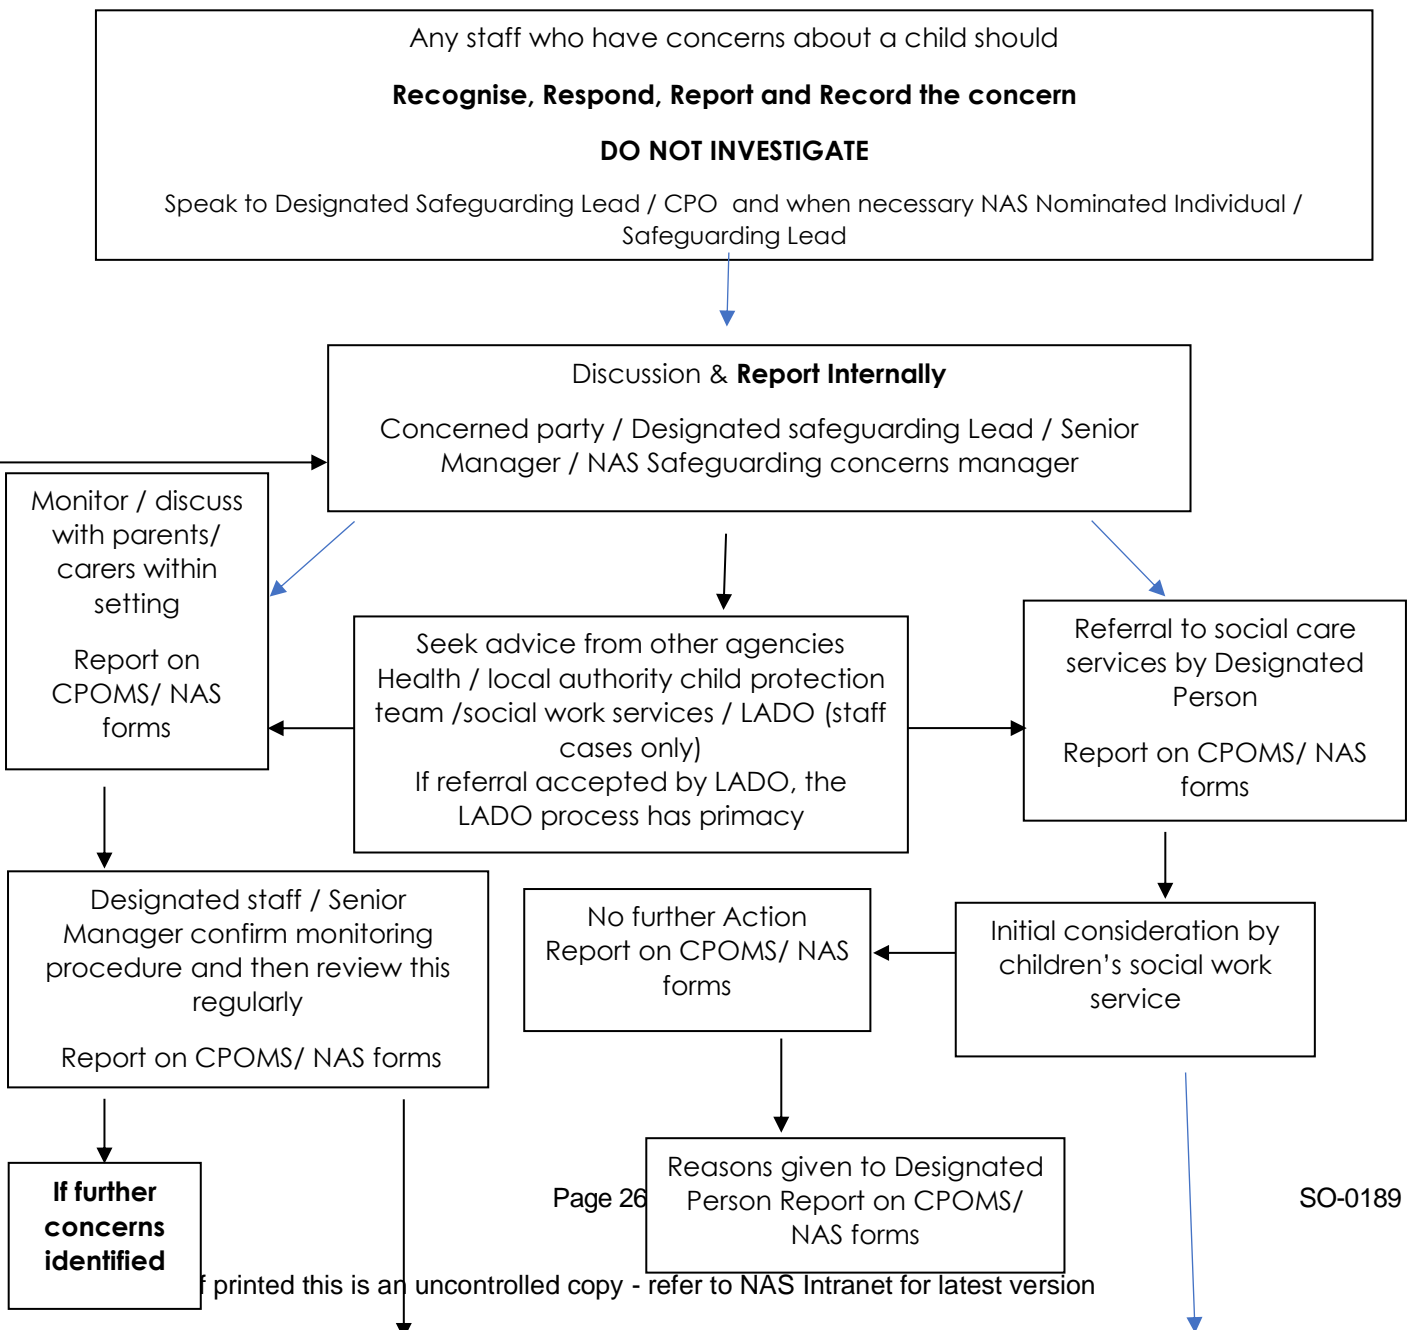 Any staff who have concerns about a child should
Recognise, Respond, Report and Record the concern
DO NOT INVESTIGATE
Speak to Designated Safeguarding Lead / CPO and when necessary NAS Nominated Individual /
Safeguarding Lead
Discussion & Report Internally
Concerned party / Designated safeguarding Lead / Senior
Manager / NAS Safeguarding concerns manager
Monitor / discuss
with parents/
carers within
setting
Report on
CPOMS/ NAS
forms
Seek advice from other agencies
Health / local authority child protection
team /social work services / LADO (staff
cases only)
If referral accepted by LADO, the
LADO process has primacy
Referral to social care
services by Designated
Person
Report on CPOMS/ NAS
forms
Designated staff / Senior
Manager confirm monitoring
procedure and then review this
regularly
Report on CPOMS/ NAS forms
No further Action
Report on CPOMS/ NAS
forms
Initial consideration by
children’s social work
service
If further
concerns
identified
Reasons given to Designated
Person Report on CPOMS/
NAS forms
Page 26
SO-0189
f printed this is an uncontrolled copy - refer to NAS Intranet for latest version